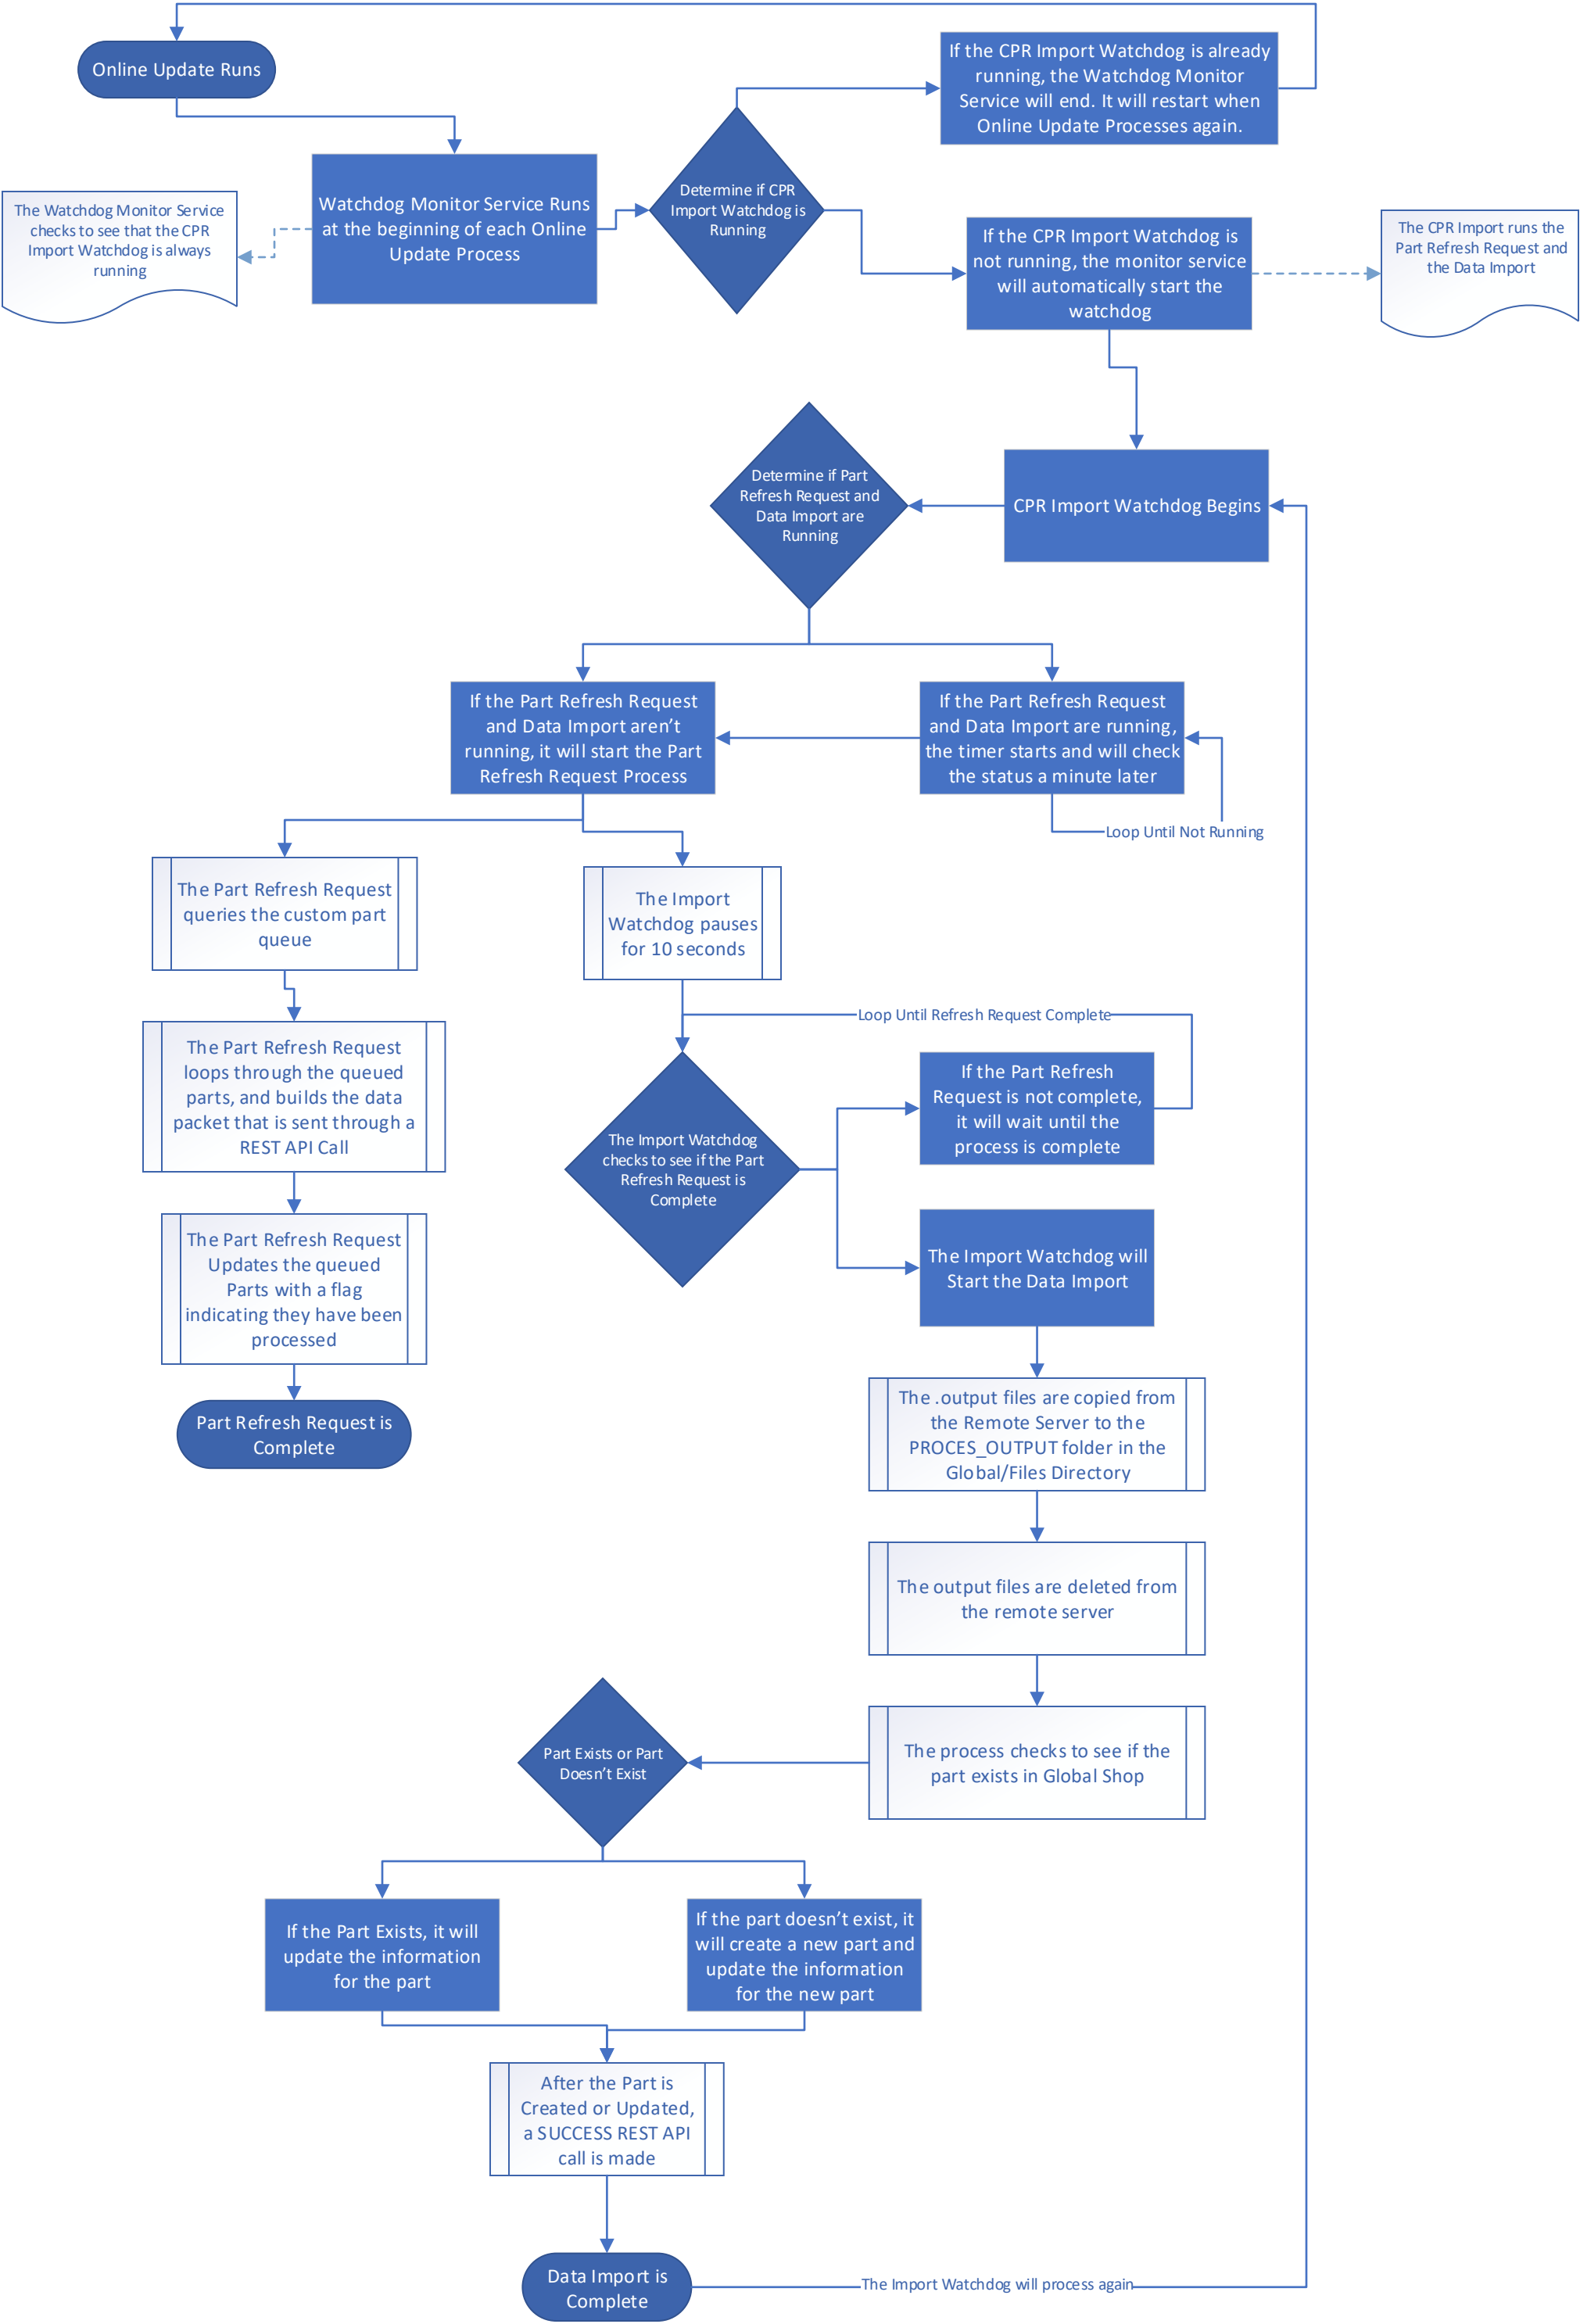 Online Update Runs
If the CPR Import Watchdog is already
running, the Watchdog Monitor
Service will end. It will restart when
Online Update Processes again.
Watchdog Monitor Service Runs
at the beginning of each Online
Update Process
Determine if CPR
Import Watchdog is
Running
The Watchdog Monitor Service
checks to see that the CPR
Import Watchdog is always
running
If the CPR Import Watchdog is
not running, the monitor service
will automatically start the
watchdog
The CPR Import runs the
Part Refresh Request and
the Data Import
Determine if Part
Refresh Request and
Data Import are
Running
CPR Import Watchdog Begins
If the Part Refresh Request
and Data Import aren’t
running, it will start the Part
Refresh Request Process
If the Part Refresh Request
and Data Import are running,
the timer starts and will check
the status a minute later
Loop Until Not Running
The Part Refresh Request
queries the custom part
queue
The Import
Watchdog pauses
for 10 seconds
Loop Until Refresh Request Complete
The Part Refresh Request
loops through the queued
parts, and builds the data
packet that is sent through a
REST API Call
If the Part Refresh
Request is not complete,
it will wait until the
process is complete
The Import Watchdog
checks to see if the Part
Refresh Request is
Complete
The Part Refresh Request
Updates the queued
Parts with a flag
indicating they have been
processed
The Import Watchdog will
Start the Data Import
Part Refresh Request is
Complete
The .output files are copied from
the Remote Server to the
PROCES_OUTPUT folder in the
Global/Files Directory
The output files are deleted from
the remote server
The process checks to see if the
part exists in Global Shop
Part Exists or Part
Doesn’t Exist
If the Part Exists, it will
update the information
for the part
If the part doesn’t exist, it
will create a new part and
update the information
for the new part
After the Part is
Created or Updated,
a SUCCESS REST API
call is made
Data Import is
Complete
The Import Watchdog will process again